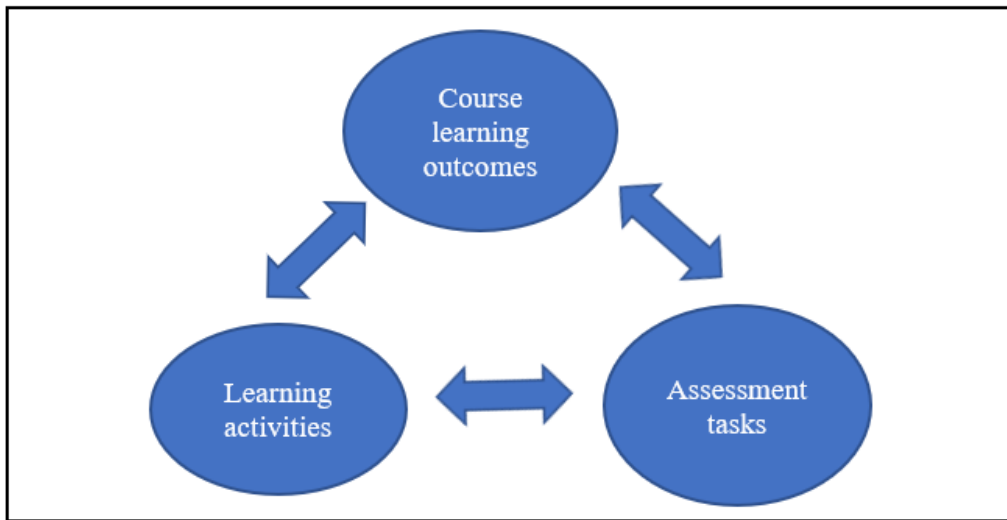 Course
learning
outcomes
Learning
activities
Assessment
tasks